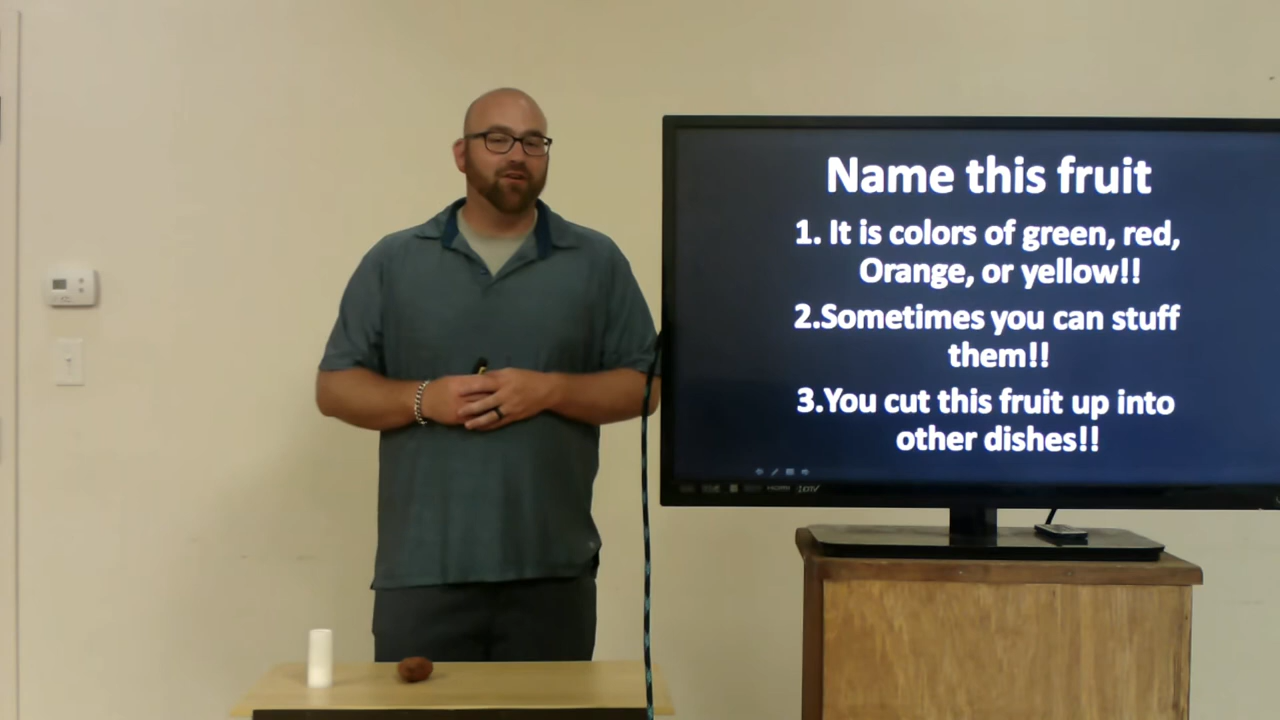 Name this fruit
1. It is colors of green, red,
Orange, or yellow!!
2.Sometimes you can stuff
them!!
3.You cut this fruit up into
other dishes!!